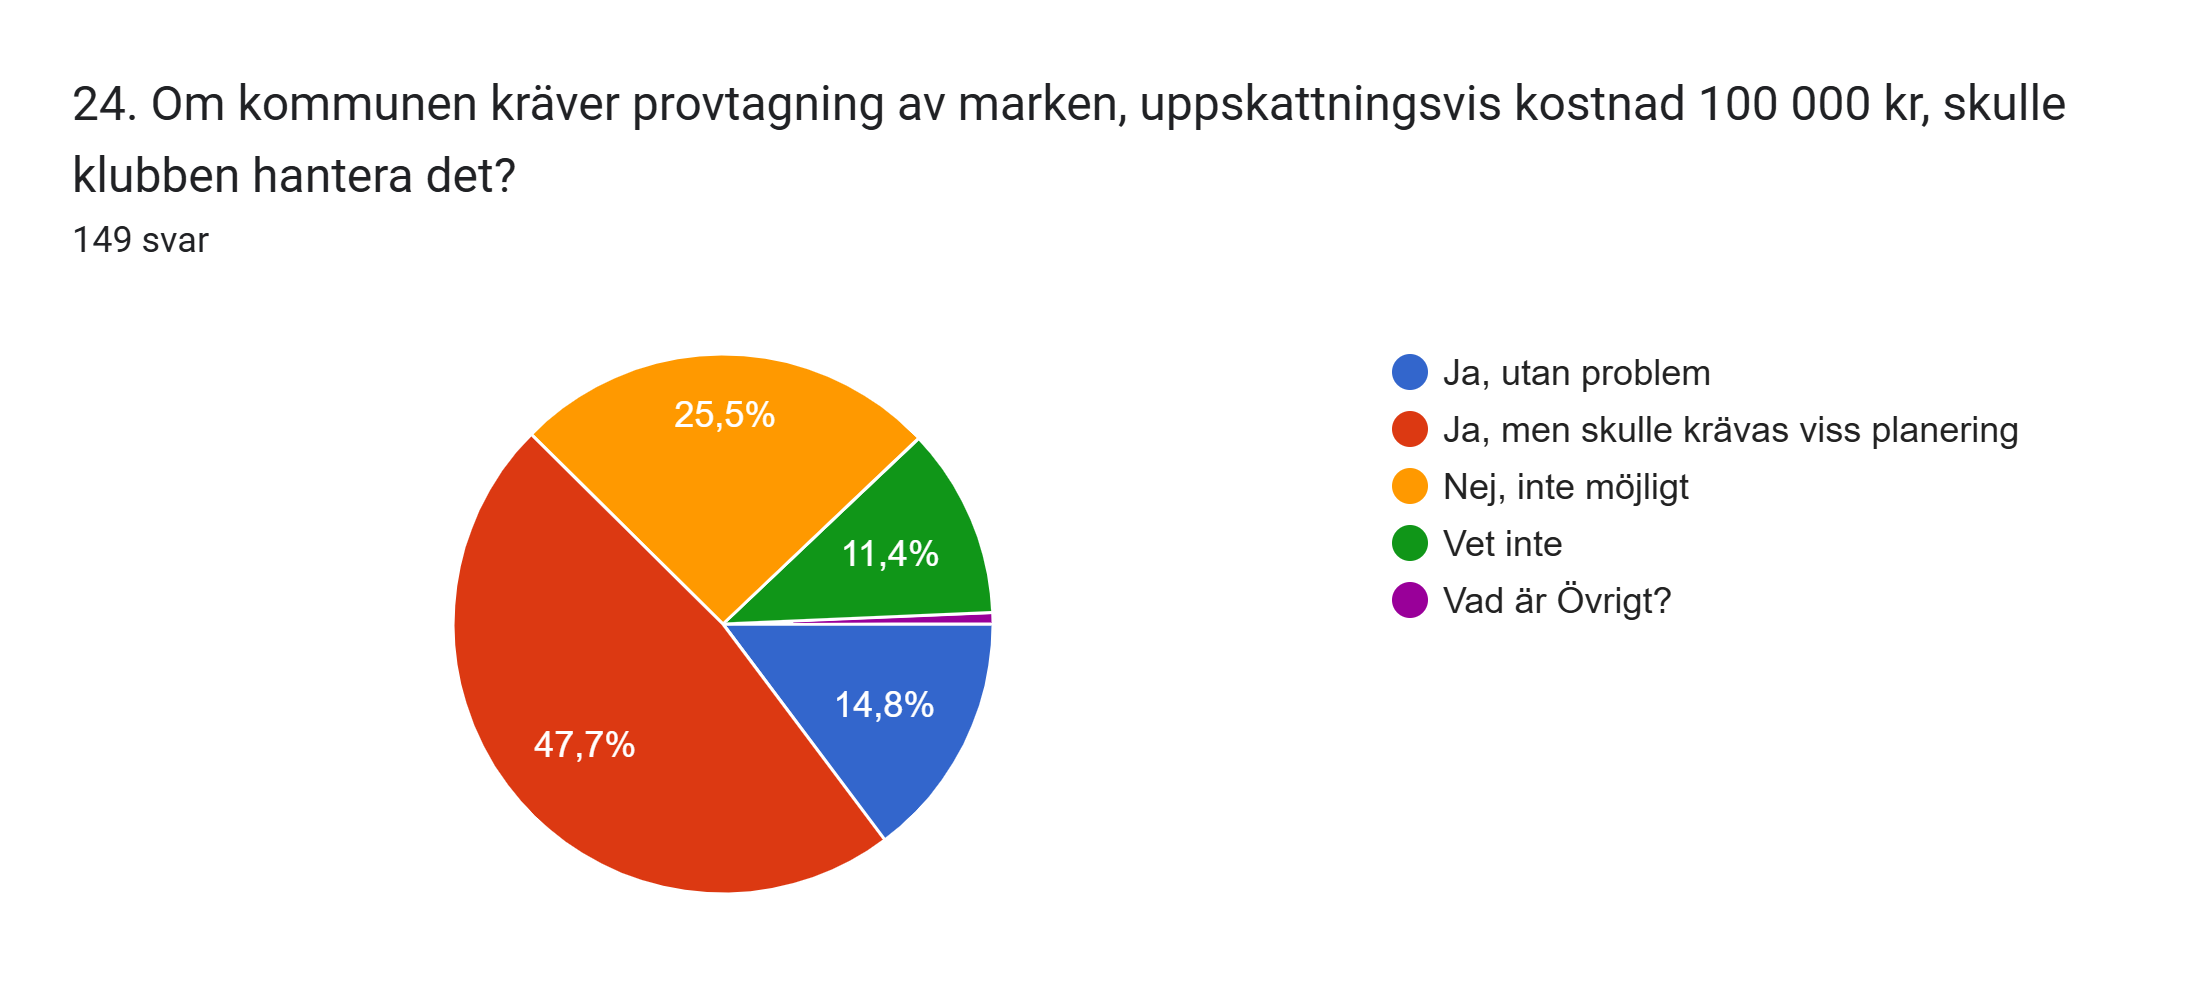 24. Om kommunen kräver provtagning av marken, uppskattningsvis kostnad 100 000 kr, skulle
klubben hantera det?
149 svar
25,5%
11,4%
14,8%
47,7%
Ja, utan problem
Ja, men skulle krävas viss planering
Nej, inte möjligt
Vet inte
Vad är Övrigt?